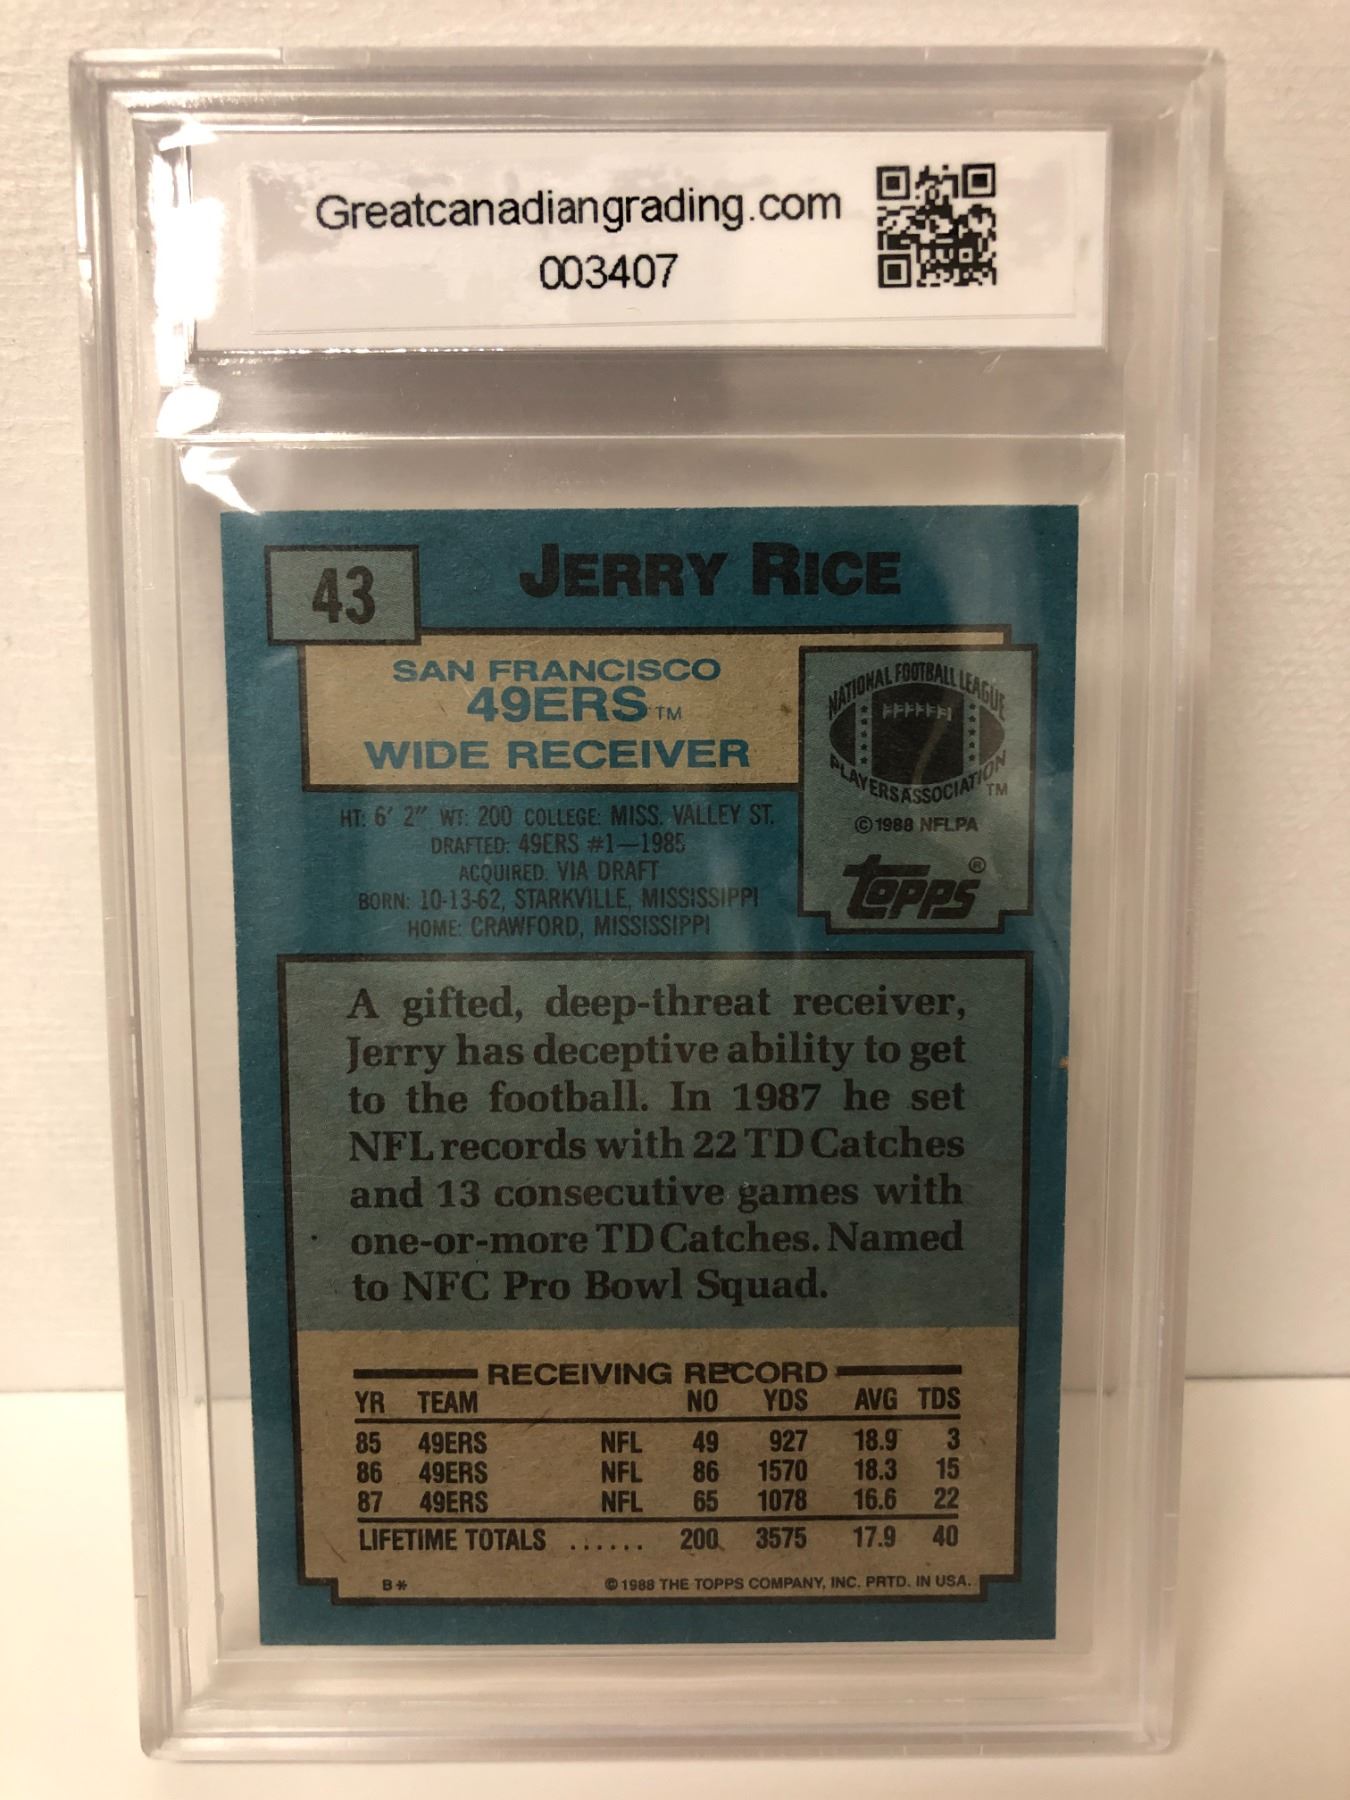 Greatcanadiangrading.com
003407
43
JERRY RICE
SAN FRANCISCO
49ERS TM
WIDE RECEIVER
NATIONAL FOOTBALL LEAGUE
PLAYERS ASSOCIATION TM
© 1988 NFLPA
topps ®
HT: 6' 2" WT: 200 COLLEGE: MISS. VALLEY ST.
DRAFTED: 49ERS #1—1985
ACQUIRED: VIA DRAFT
BORN: 10-13-62, STARKVILLE, MISSISSIPPI
HOME: CRAWFORD, MISSISSIPPI
A gifted, deep-threat receiver,
Jerry has deceptive ability to get
to the football. In 1987 he set
NFL records with 22 TD Catches
and 13 consecutive games with
one-or-more TD Catches. Named
to NFC Pro Bowl Squad.
RECEIVING RECORD
YR TEAM NO YDS AVG TDS
85 49ERS NFL 49 927 18.9 3
86 49ERS NFL 86 1570 18.3 15
87 49ERS NFL 65 1078 16.6 22
LIFETIME TOTALS ...... 200 3575 17.9 40
B* © 1988 THE TOPPS COMPANY, INC. PRTD. IN USA.